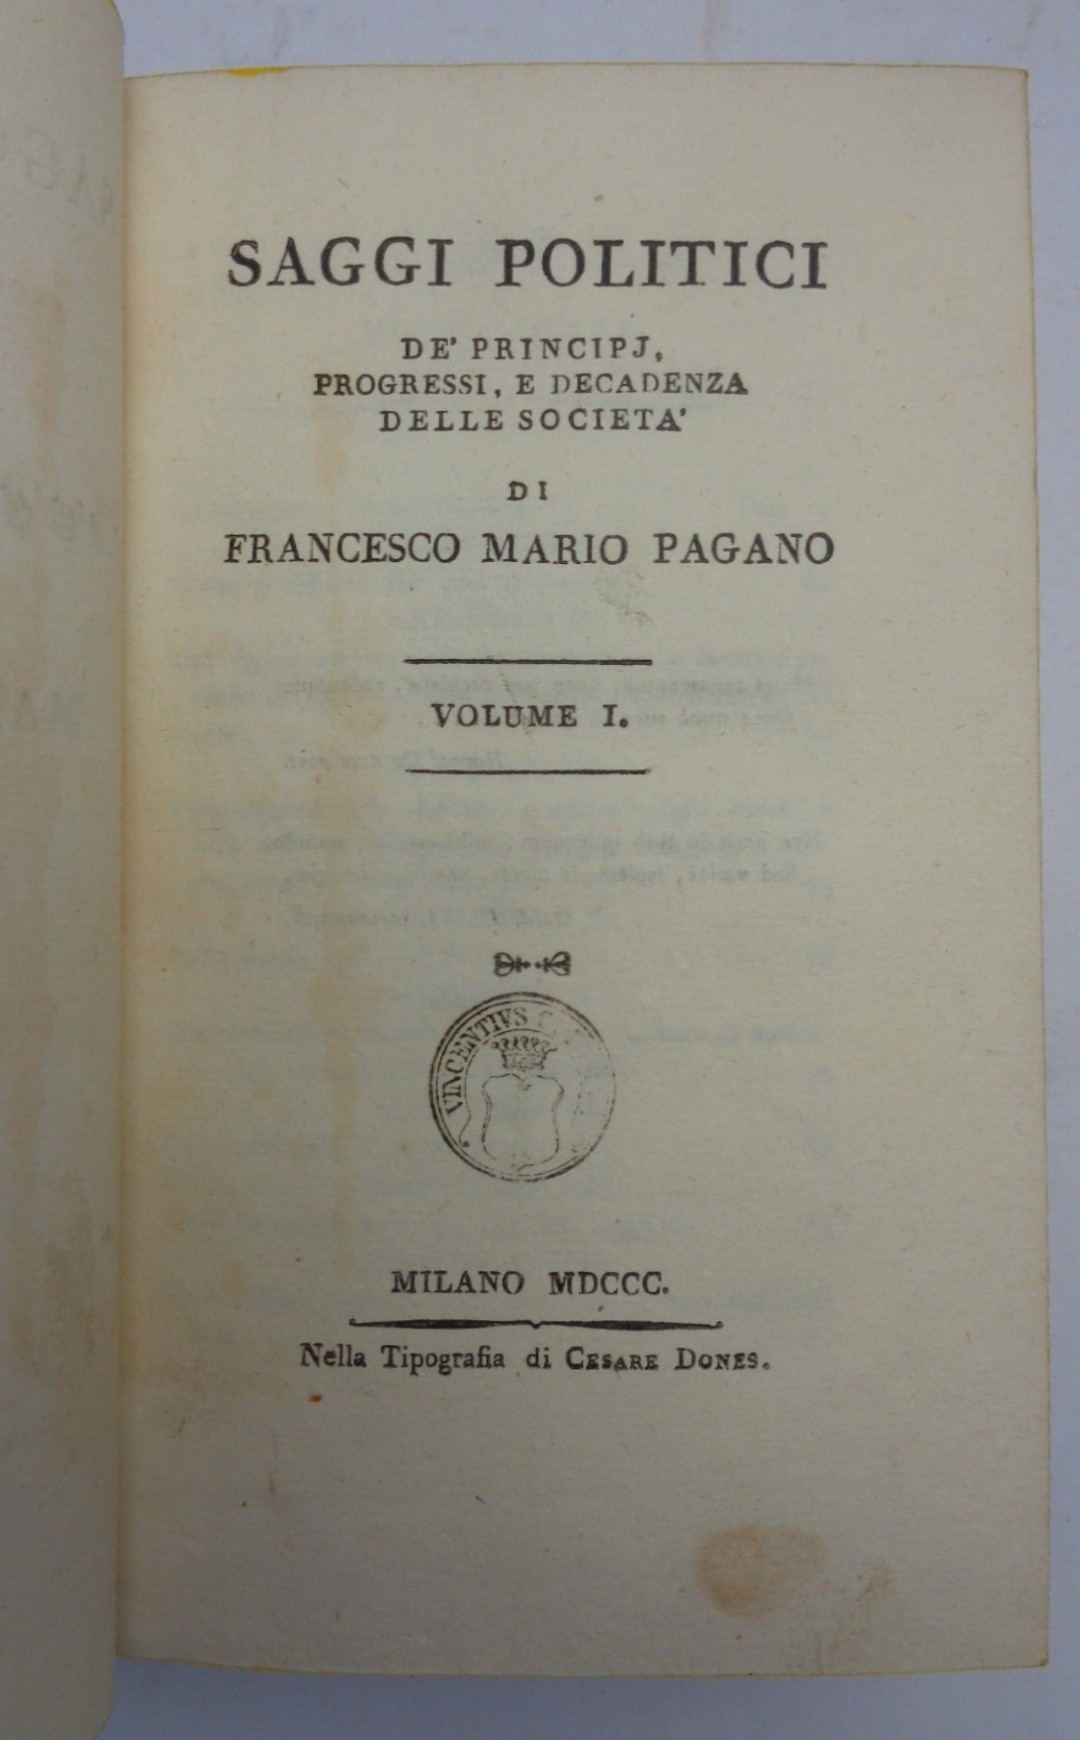 SAGGI POLITICI
DE' PRINCIPJ,
PROGRESSI, E DECADENZA
DELLE SOCIETA'
DI
FRANCESCO MARIO PAGANO
VOLUME I.
VINCENTIVS
MILANO MDCCC.
Nella Tipografia di CESARE DONES.